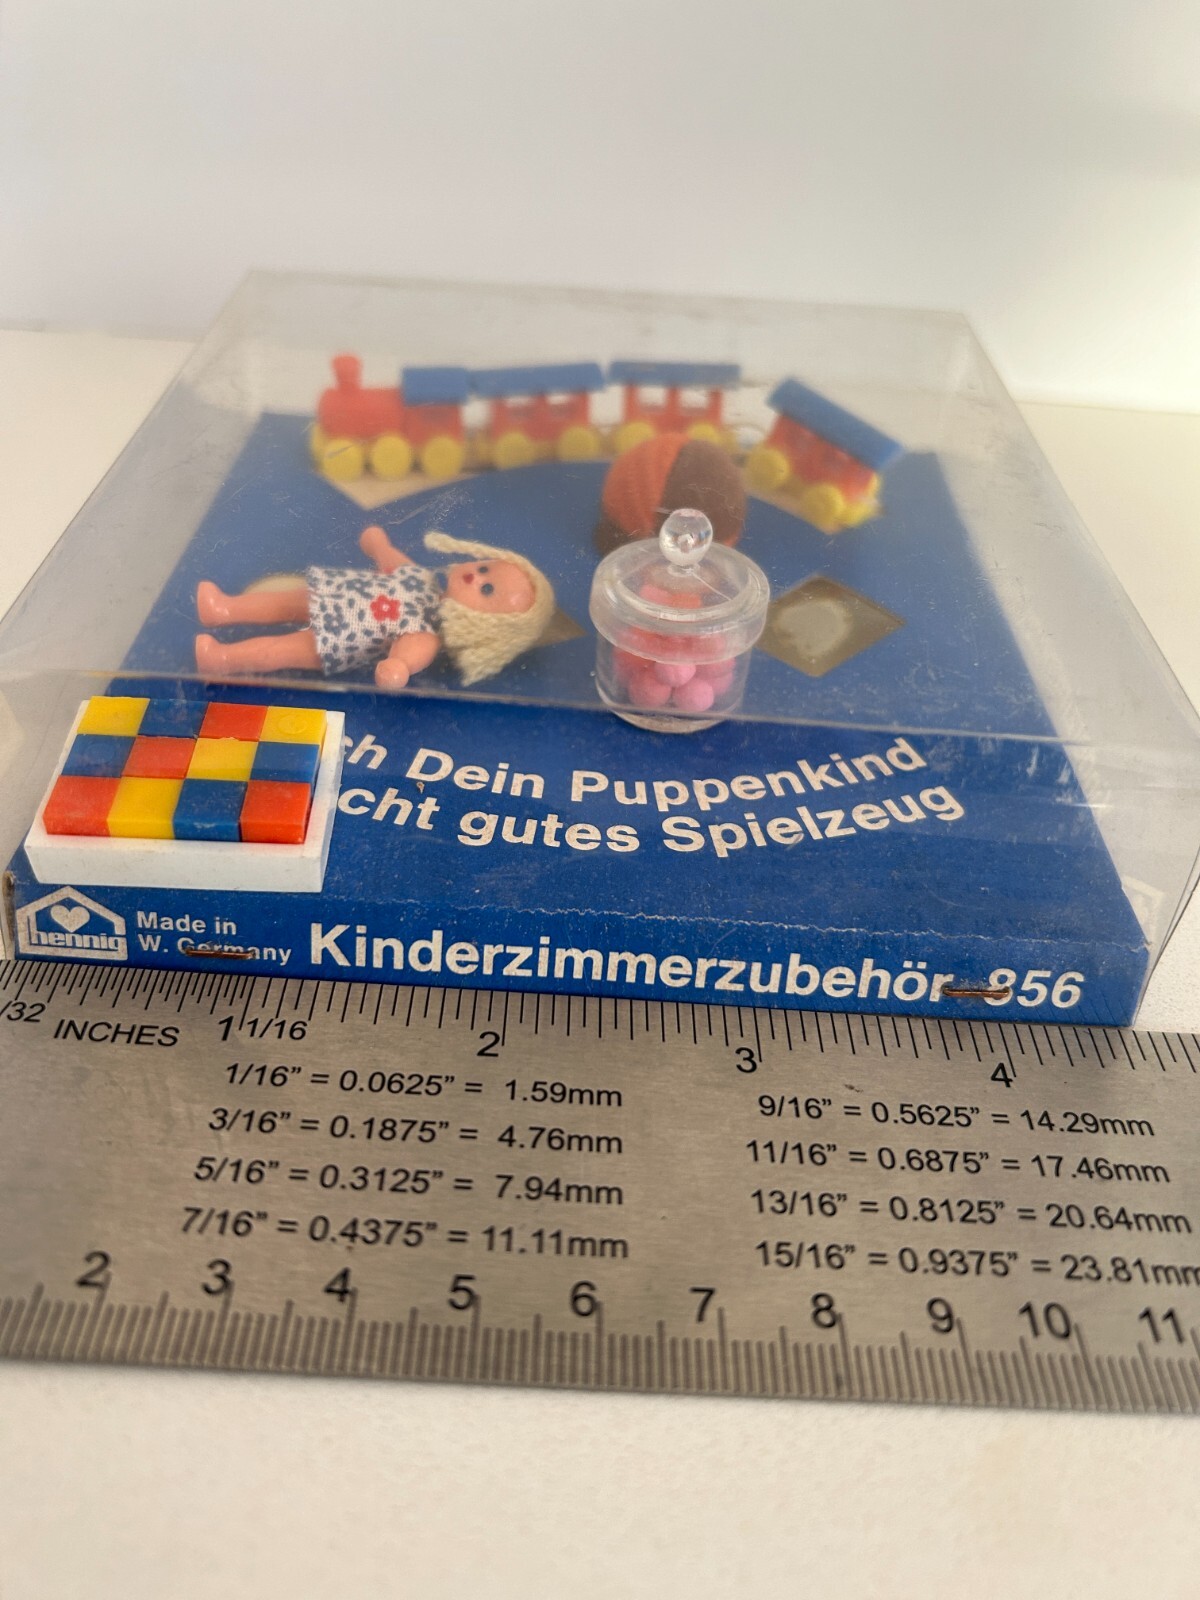 ch Dein Puppenkind
cht gutes Spielzeug
hennig
Made in
W. Germany
Kinderzimmerzubehör 856
/32 INCHES 1 1/16 2 3 4
1/16” = 0.0625” = 1.59mm
3/16” = 0.1875” = 4.76mm
5/16” = 0.3125” = 7.94mm
7/16” = 0.4375” = 11.11mm
9/16” = 0.5625” = 14.29mm
11/16” = 0.6875” = 17.46mm
13/16” = 0.8125” = 20.64mm
15/16” = 0.9375” = 23.81mm
2 3 4 5 6 7 8 9 10 11